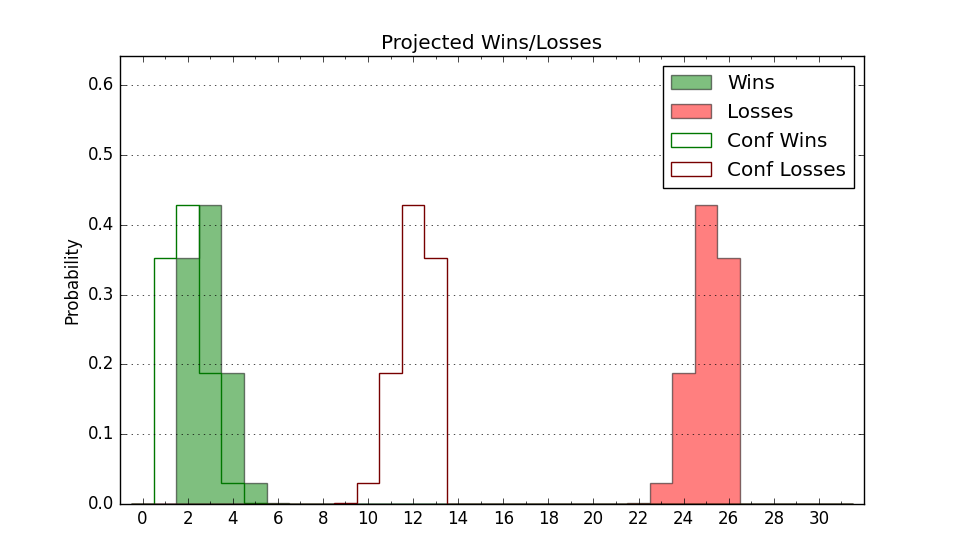 Projected Wins/Losses
Probability
0.6
0.5
0.4
0.3
0.2
0.1
0.0
Wins
Losses
Conf Wins
Conf Losses
0 2 4 6 8 10 12 14 16 18 20 22 24 26 28 30